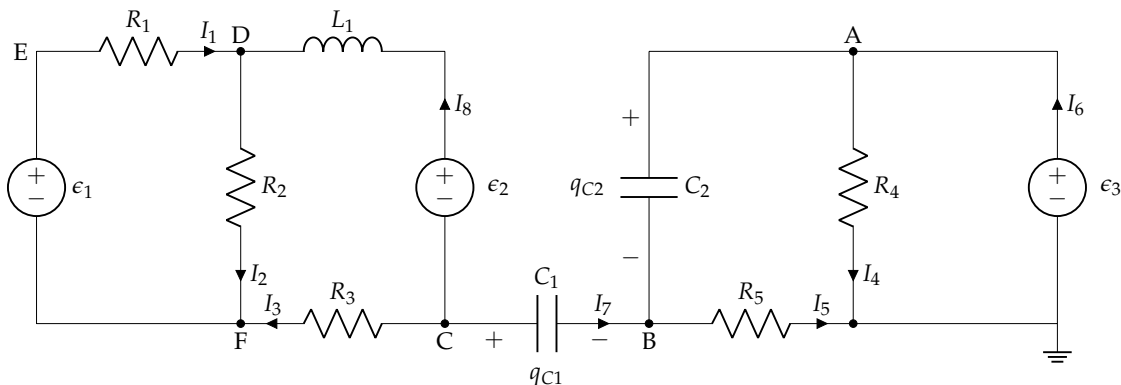 R1 I1 D L1 A
E
I8 I6
+ + +
ϵ1 − R2 ϵ2 − qC2 C2 R4 ϵ3 −
− C1
I2 I4
I3 R3 I7 R5 I5
F C + − B
qC1